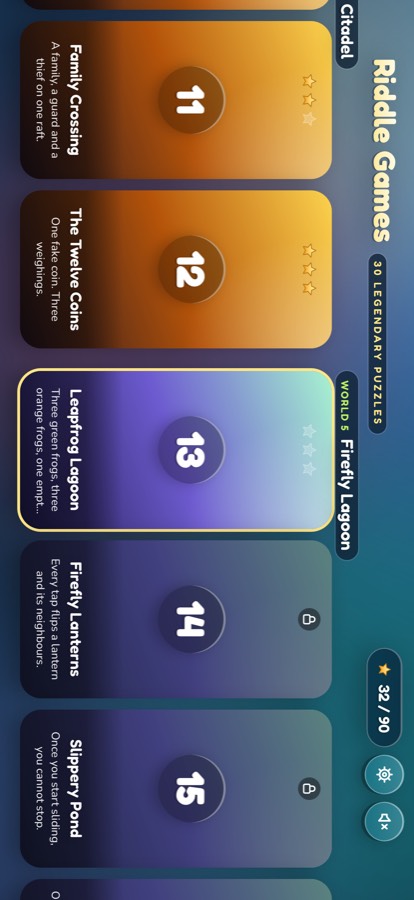 Riddle Games
30 LEGENDARY PUZZLES
32 / 90
Citadel
WORLD 5 Firefly Lagoon
11
Family Crossing
A family, a guard and a
thief on one raft.
12
The Twelve Coins
One fake coin. Three
weighings.
13
Leapfrog Lagoon
Three green frogs, three
orange frogs, one empt...
14
Firefly Lanterns
Every tap flips a lantern
and its neighbours.
15
Slippery Pond
Once you start sliding,
you cannot stop.
O